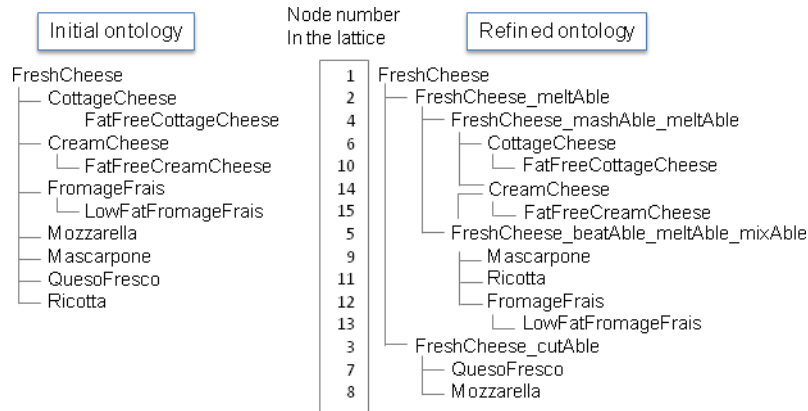 Initial ontology
FreshCheese
CottageCheese
FatFreeCottageCheese
CreamCheese
FatFreeCreamCheese
FromageFrais
LowFatFromageFrais
Mozzarella
Mascarpone
QuesoFresco
Ricotta
Node number
In the lattice
Refined ontology
1 FreshCheese
2 FreshCheese_meltAble
4 FreshCheese_mashAble_meltAble
6 CottageCheese
10 FatFreeCottageCheese
14 CreamCheese
15 FatFreeCreamCheese
5 FreshCheese_beatAble_meltAble_mixAble
9 Mascarpone
11 Ricotta
12 FromageFrais
13 LowFatFromageFrais
3 FreshCheese_cutAble
7 QuesoFresco
8 Mozzarella